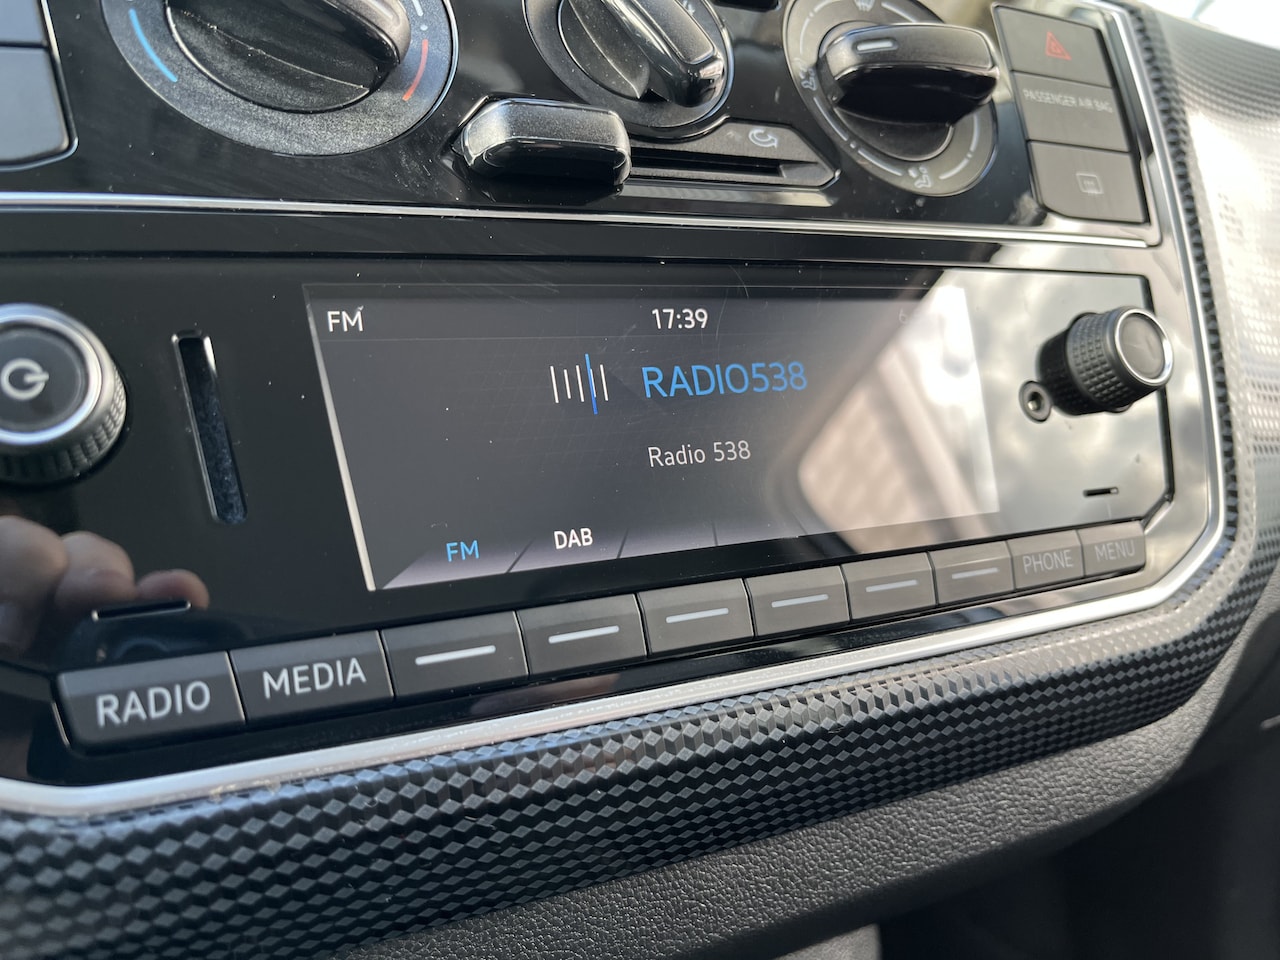 PASSENGER AIR BAG
FM
17:39
RADIO538
Radio 538
FM
DAB
RADIO
MEDIA
PHONE
MENU